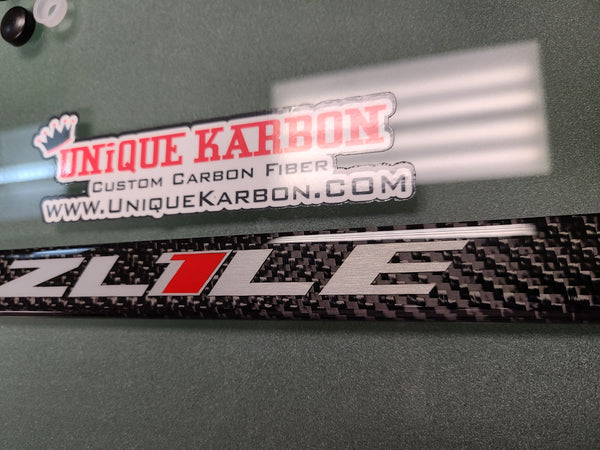 UNiQUE KARBON
CUSTOM CARBON FIBER
WWW.UNIQUEKARBON.COM
ZL1LE